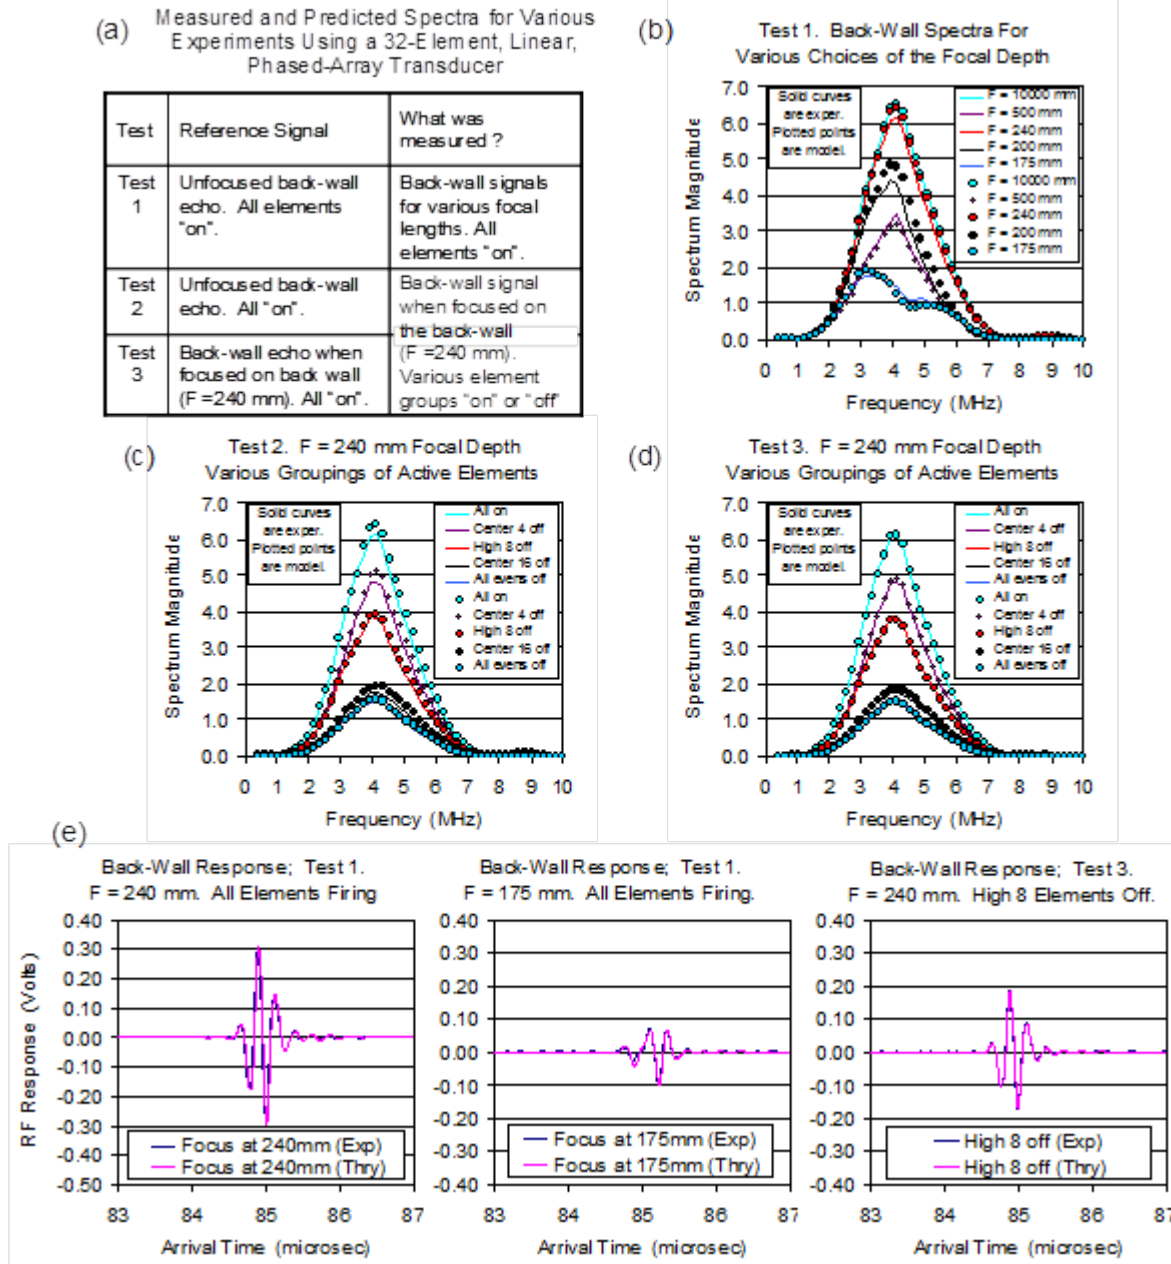 (a)
Measured and Predicted Spectra for Various
Experiments Using a 32-Element, Linear,
Phased-Array Transducer
Test
Reference Signal
What was
measured ?
Test
1
Unfocused back-wall
echo. All elements
"on".
Back-wall signals
for various focal
lengths. All
elements "on".
Test
2
Unfocused back-wall
echo. All "on".
Back-wall signal
when focused on
the back-wall
(F =240 mm).
Various element
groups "on" or "off"
Test
3
Back-wall echo when
focused on back wall
(F =240 mm). All "on".
(b)
Test 1. Back-Wall Spectra For
Various Choices of the Focal Depth
Spectrum Magnitude
7.0
6.0
5.0
4.0
3.0
2.0
1.0
0.0
Solid curves
are exper.
Plotted points
are model.
F = 10000 mm
F = 500 mm
F = 240 mm
F = 200 mm
F = 175 mm
F = 10000 mm
F = 500 mm
F = 240 mm
F = 200 mm
F = 175 mm
0 1 2 3 4 5 6 7 8 9 10
Frequency (MHz)
(c)
Test 2. F = 240 mm Focal Depth
Various Groupings of Active Elements
Spectrum Magnitude
7.0
6.0
5.0
4.0
3.0
2.0
1.0
0.0
Solid curves
are exper.
Plotted points
are model.
All on
Center 4 off
High 8 off
Center 16 off
All evens off
All on
Center 4 off
High 8 off
Center 16 off
All evens off
0 1 2 3 4 5 6 7 8 9 10
Frequency (MHz)
(d)
Test 3. F = 240 mm Focal Depth
Various Groupings of Active Elements
Spectrum Magnitude
7.0
6.0
5.0
4.0
3.0
2.0
1.0
0.0
Solid curves
are exper.
Plotted points
are model.
All on
Center 4 off
High 8 off
Center 16 off
All evens off
All on
Center 4 off
High 8 off
Center 16 off
All evens off
0 1 2 3 4 5 6 7 8 9 10
Frequency (MHz)
(e)
Back-Wall Response; Test 1.
F = 240 mm. All Elements Firing
RF Response (Volts)
0.40
0.30
0.20
0.10
0.00
-0.10
-0.20
-0.30
-0.40
-0.50
Focus at 240mm (Exp)
Focus at 240mm (Thry)
83 84 85 86 87
Arrival Time (microsec)
Back-Wall Response; Test 1.
F = 175 mm. All Elements Firing.
0.40
0.30
0.20
0.10
0.00
-0.10
-0.20
-0.30
-0.40
Focus at 175mm (Exp)
Focus at 175mm (Thry)
83 84 85 86 87
Arrival Time (microsec)
Back-Wall Response; Test 3.
F = 240 mm. High 8 Elements Off.
0.40
0.30
0.20
0.10
0.00
-0.10
-0.20
-0.30
-0.40
High 8 off (Exp)
High 8 off (Thry)
83 84 85 86 87
Arrival Time (microsec)